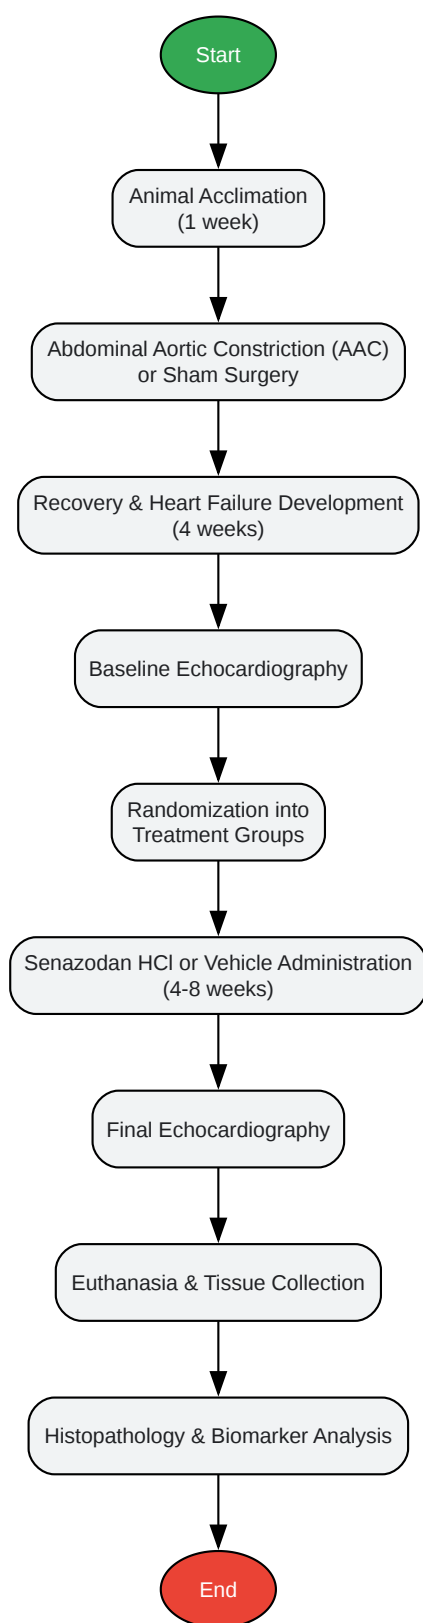 Start
Animal Acclimation
(1 week)
Abdominal Aortic Constriction (AAC)
or Sham Surgery
Recovery & Heart Failure Development
(4 weeks)
Baseline Echocardiography
Randomization into
Treatment Groups
Senazodan HCl or Vehicle Administration
(4-8 weeks)
Final Echocardiography
Euthanasia & Tissue Collection
Histopathology & Biomarker Analysis
End